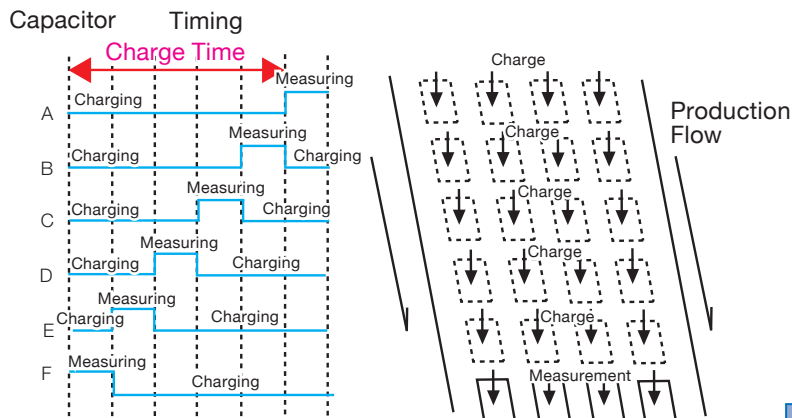 Capacitor Timing
Charge Time
Measuring
Charging
A
Measuring
Charging
Charging
B
Measuring
Charging
Charging
C
Measuring
Charging
Charging
D
Measuring
Charging
Charging
E
Measuring
Charging
F
Charge
Charge
Charge
Charge
Charge
Measurement
Production
Flow